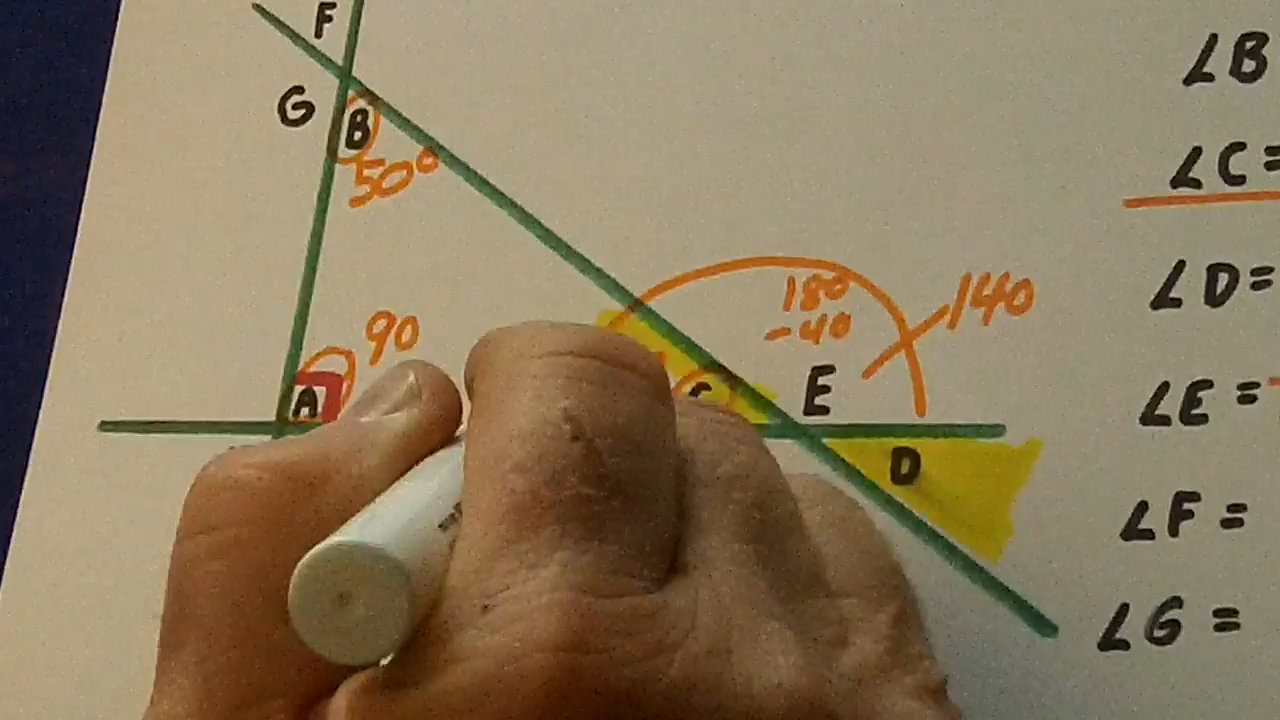 F
G
B
50°
A
90
C
180
-40
140
E
D
∠B
∠C=
∠D=
∠E=
∠F=
∠G=